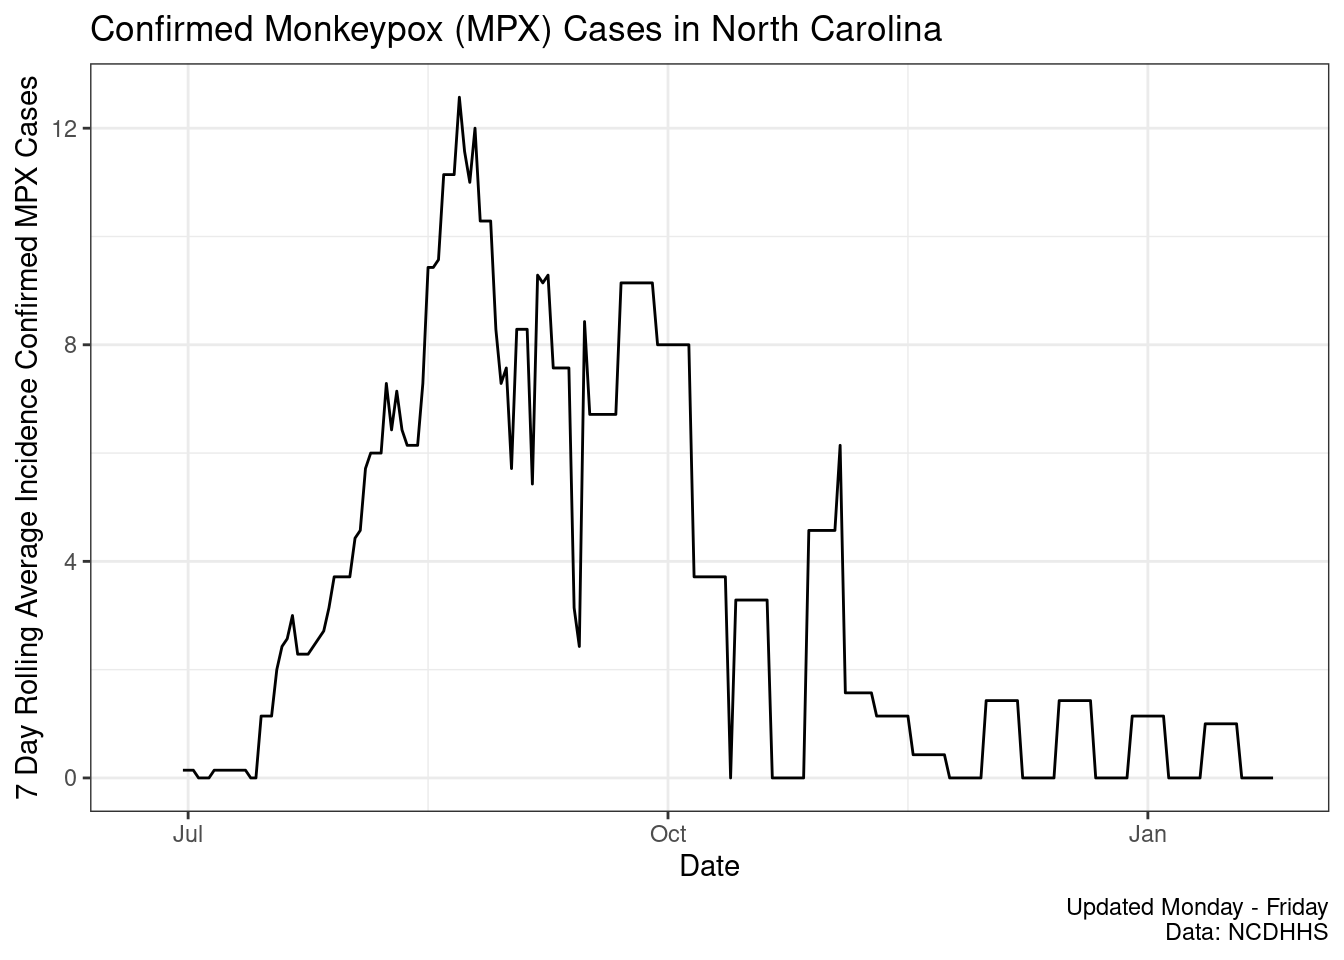 Confirmed Monkeypox (MPX) Cases in North Carolina
7 Day Rolling Average Incidence Confirmed MPX Cases
12
8
4
0
Jul Oct Jan
Date
Updated Monday - Friday
Data: NCDHHS